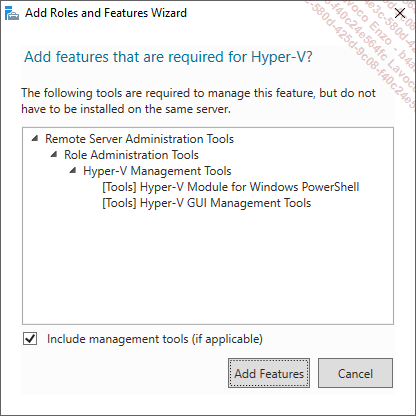 Add Roles and Features Wizard
Add features that are required for Hyper-V?
The following tools are required to manage this feature, but do not
have to be installed on the same server.
Remote Server Administration Tools
Role Administration Tools
Hyper-V Management Tools
[Tools] Hyper-V Module for Windows PowerShell
[Tools] Hyper-V GUI Management Tools
Include management tools (if applicable)
Add Features
Cancel